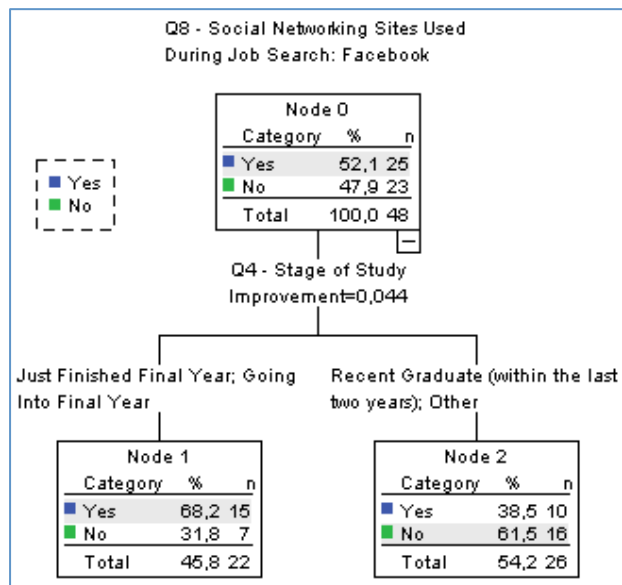 Q8 - Social Networking Sites Used
During Job Search: Facebook
Node 0
Category % n
Yes 52,1 25
No 47,9 23
Total 100,0 48
Yes
No
Q4 - Stage of Study
Improvement=0,044
Just Finished Final Year; Going
Into Final Year
Recent Graduate (within the last
two years); Other
Node 1
Category % n
Yes 68,2 15
No 31,8 7
Total 45,8 22
Node 2
Category % n
Yes 38,5 10
No 61,5 16
Total 54,2 26